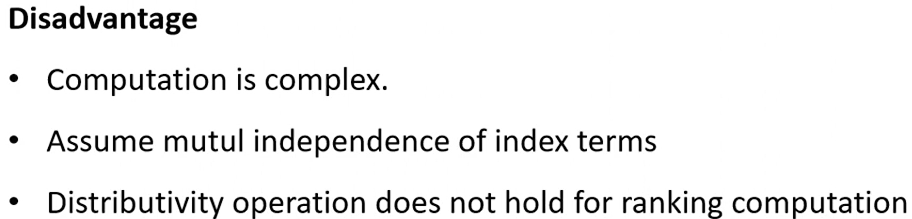 Disadvantage
• Computation is complex.
• Assume mutul independence of index terms
• Distributivity operation does not hold for ranking computation